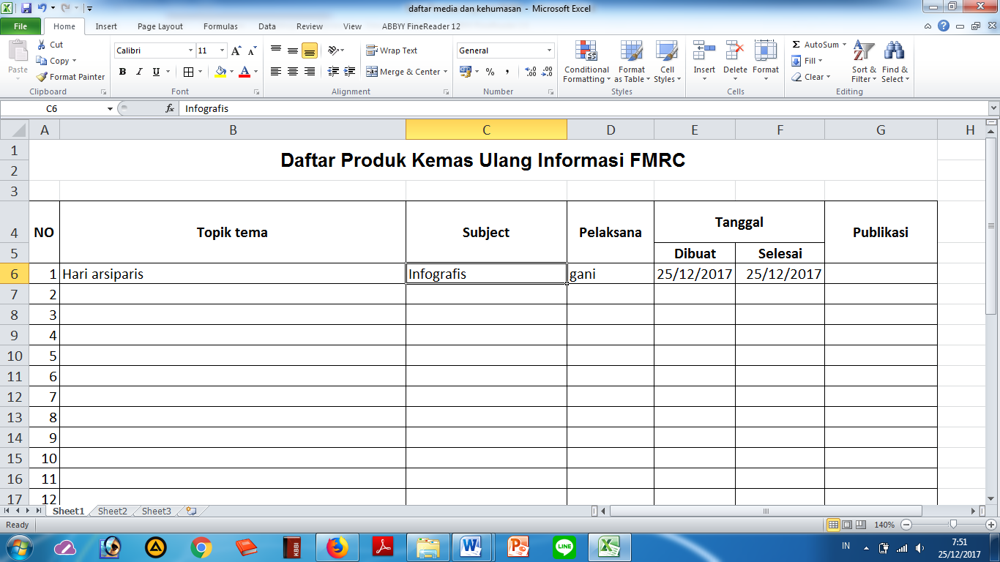 daftar media dan kehumasan - Microsoft Excel
File Home Insert Page Layout Formulas Data Review View ABBYY FineReader 12
Paste Cut Copy Format Painter Clipboard
Calibri 11 B I U Font
Wrap Text Merge & Center Alignment
General % , Number
Conditional Formatting Format as Table Cell Styles Styles
Insert Delete Format Cells
AutoSum Fill Clear Sort & Filter Find & Select Editing
C6 fx Infografis
A B C D E F G H
1
2
Daftar Produk Kemas Ulang Informasi FMRC
3
4 NO Topik tema Subject Pelaksana Tanggal Publikasi
5 Dibuat Selesai
6 1 Hari arsiparis Infografis gani 25/12/2017 25/12/2017
7 2
8 3
9 4
10 5
11 6
12 7
13 8
14 9
15 10
16 11
17 12
Sheet1 Sheet2 Sheet3
Ready 140%
KBBI LINE IN 7:51
25/12/2017